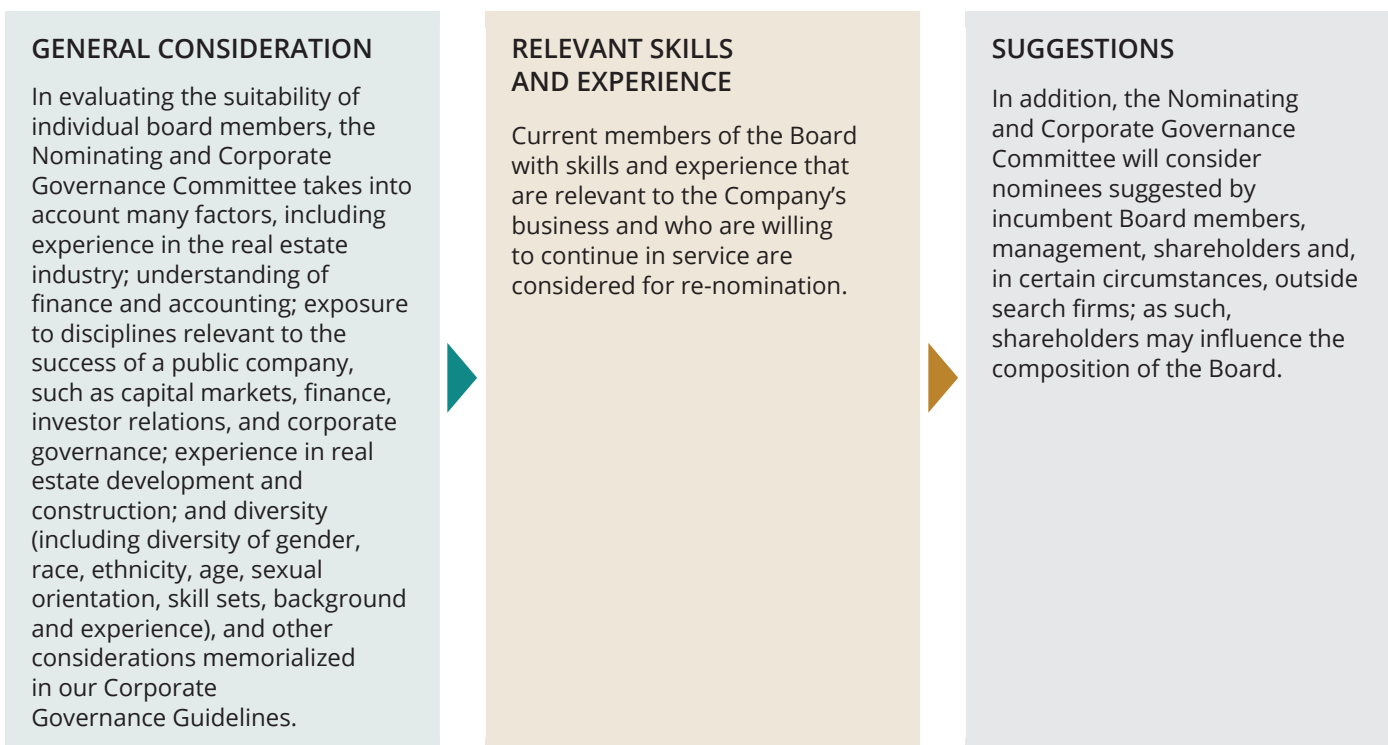 GENERAL CONSIDERATION
In evaluating the suitability of
individual board members, the
Nominating and Corporate
Governance Committee takes into
account many factors, including
experience in the real estate
industry; understanding of
finance and accounting; exposure
to disciplines relevant to the
success of a public company,
such as capital markets, finance,
investor relations, and corporate
governance; experience in real
estate development and
construction; and diversity
(including diversity of gender,
race, ethnicity, age, sexual
orientation, skill sets, background
and experience), and other
considerations memorialized
in our Corporate
Governance Guidelines.
RELEVANT SKILLS
AND EXPERIENCE
Current members of the Board
with skills and experience that
are relevant to the Company’s
business and who are willing
to continue in service are
considered for re-nomination.
SUGGESTIONS
In addition, the Nominating
and Corporate Governance
Committee will consider
nominees suggested by
incumbent Board members,
management, shareholders and,
in certain circumstances, outside
search firms; as such,
shareholders may influence the
composition of the Board.